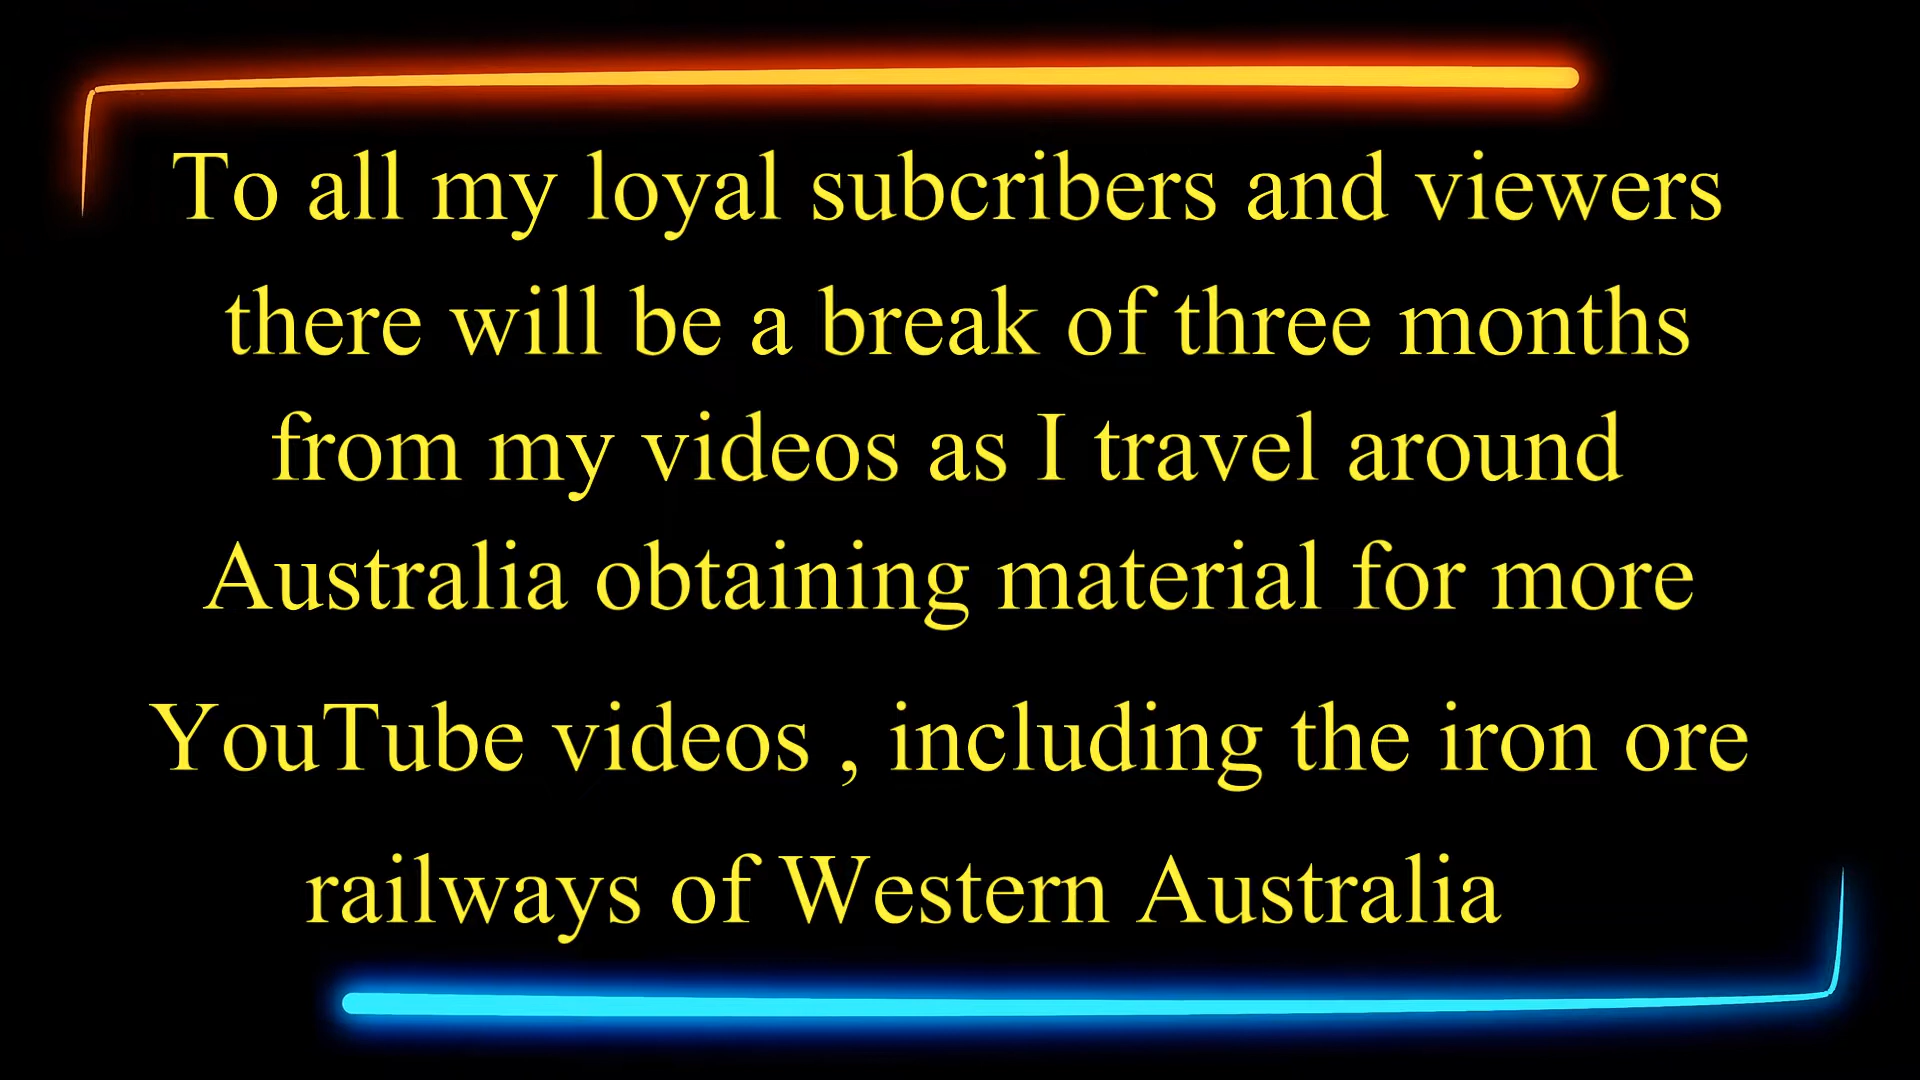 To all my loyal subcribers and viewers
there will be a break of three months
from my videos as I travel around
Australia obtaining material for more
YouTube videos , including the iron ore
railways of Western Australia